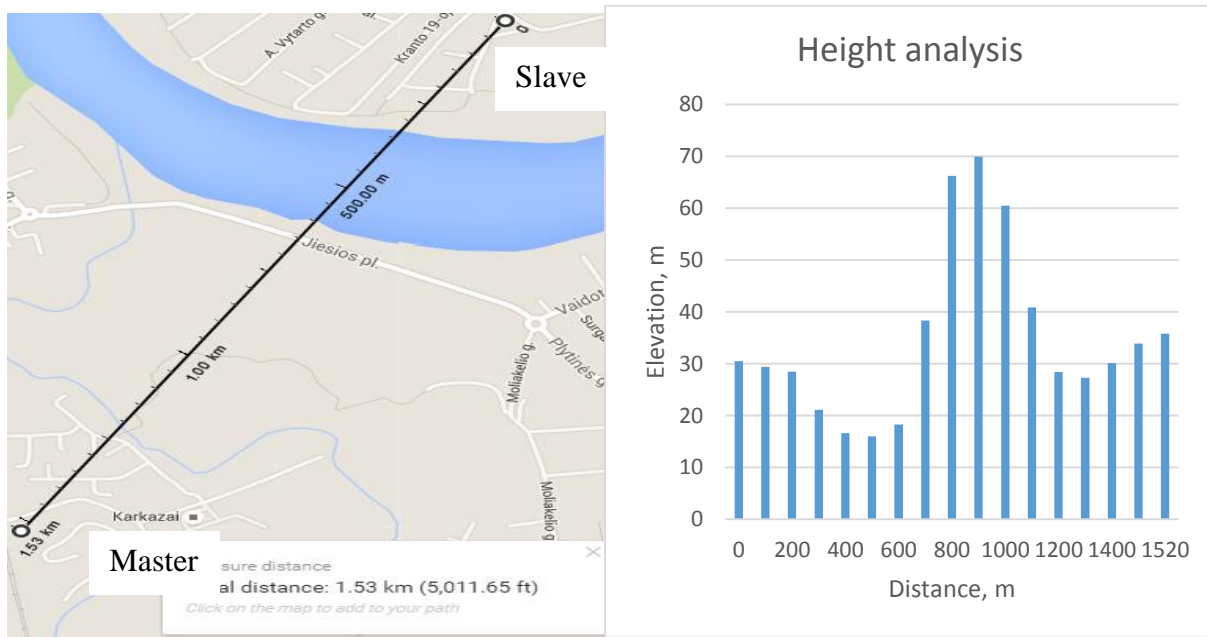 A. Vytarto g.
Kranto 19-oji
0
Slave
500.00 m
Jiesios pl.
Vaidot
Surga
Plytinės g
1.00 km
Moliakelio g.
Moliakelio g.
Karkazai
1.53 km
Master
sure distance
al distance: 1.53 km (5,011.65 ft)
Click on the map to add to your path
Height analysis
80
70
60
50
40
30
20
10
0
Elevation, m
0 200 400 600 800 1000 1200 1400 1520
Distance, m